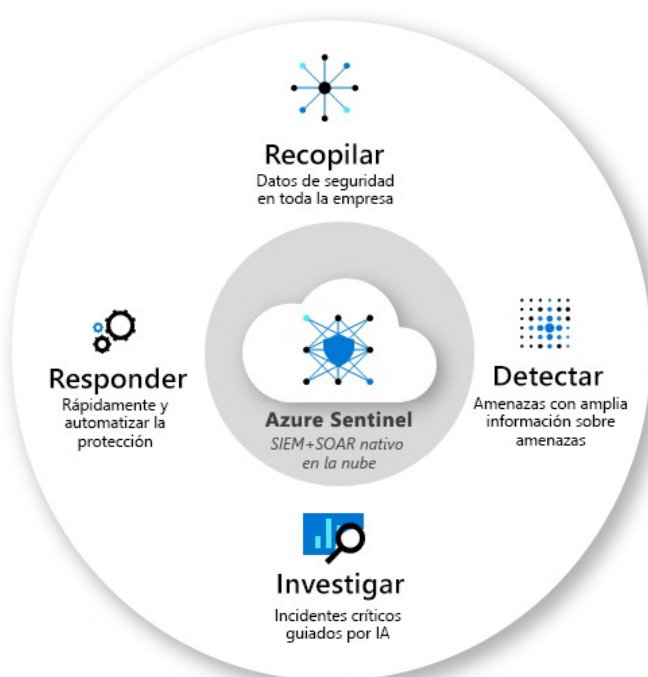 Recopilar
Datos de seguridad
en toda la empresa
Responder
Rápidamente y
automatizar la
protección
Azure Sentinel
SIEM+SOAR nativo
en la nube
Detectar
Amenazas con amplia
información sobre
amenazas
Investigar
Incidentes críticos
guiados por IA